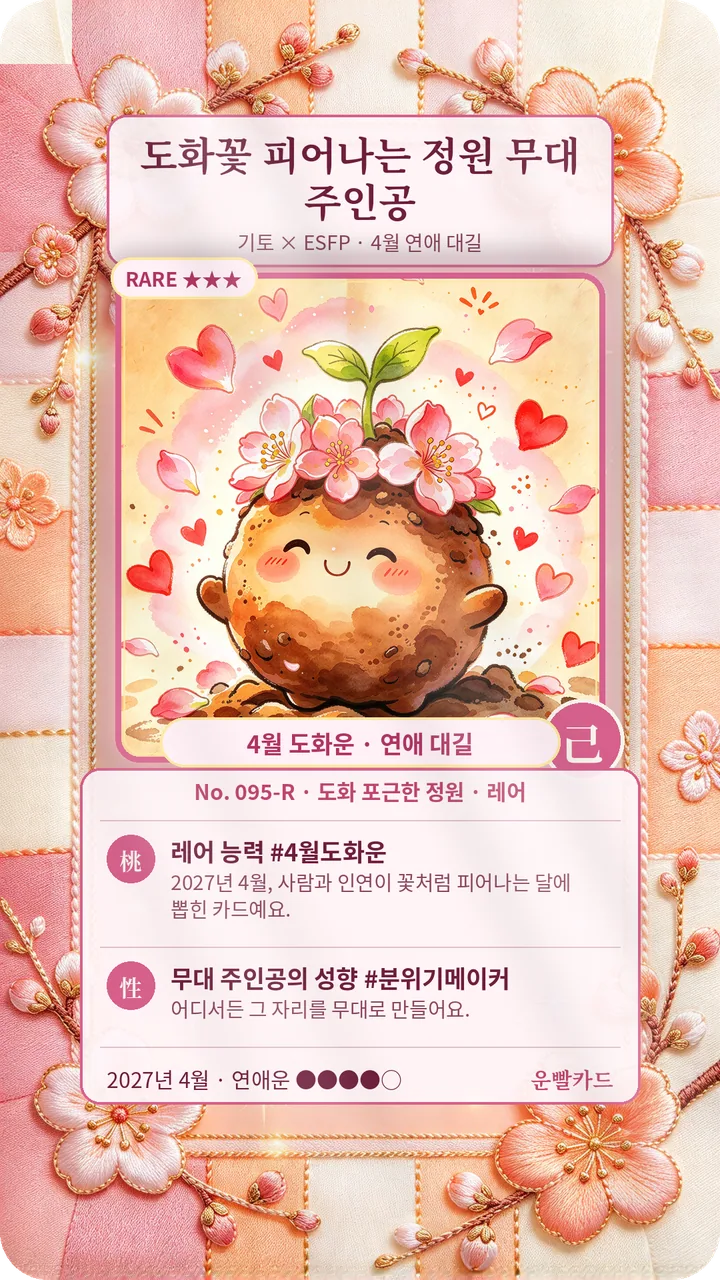 도화꽃 피어나는 정원 무대
주인공
기토 × ESFP · 4월 연애 대길
RARE ★★★
4월 도화운 · 연애 대길
己
No. 095-R · 도화 포근한 정원 · 레어
桃
레어 능력 #4월도화운
2027년 4월, 사람과 인연이 꽃처럼 피어나는 달에
뽑힌 카드예요.
性
무대 주인공의 성향 #분위기메이커
어디서든 그 자리를 무대로 만들어요.
2027년 4월 · 연애운 ●●●●○
운빨카드